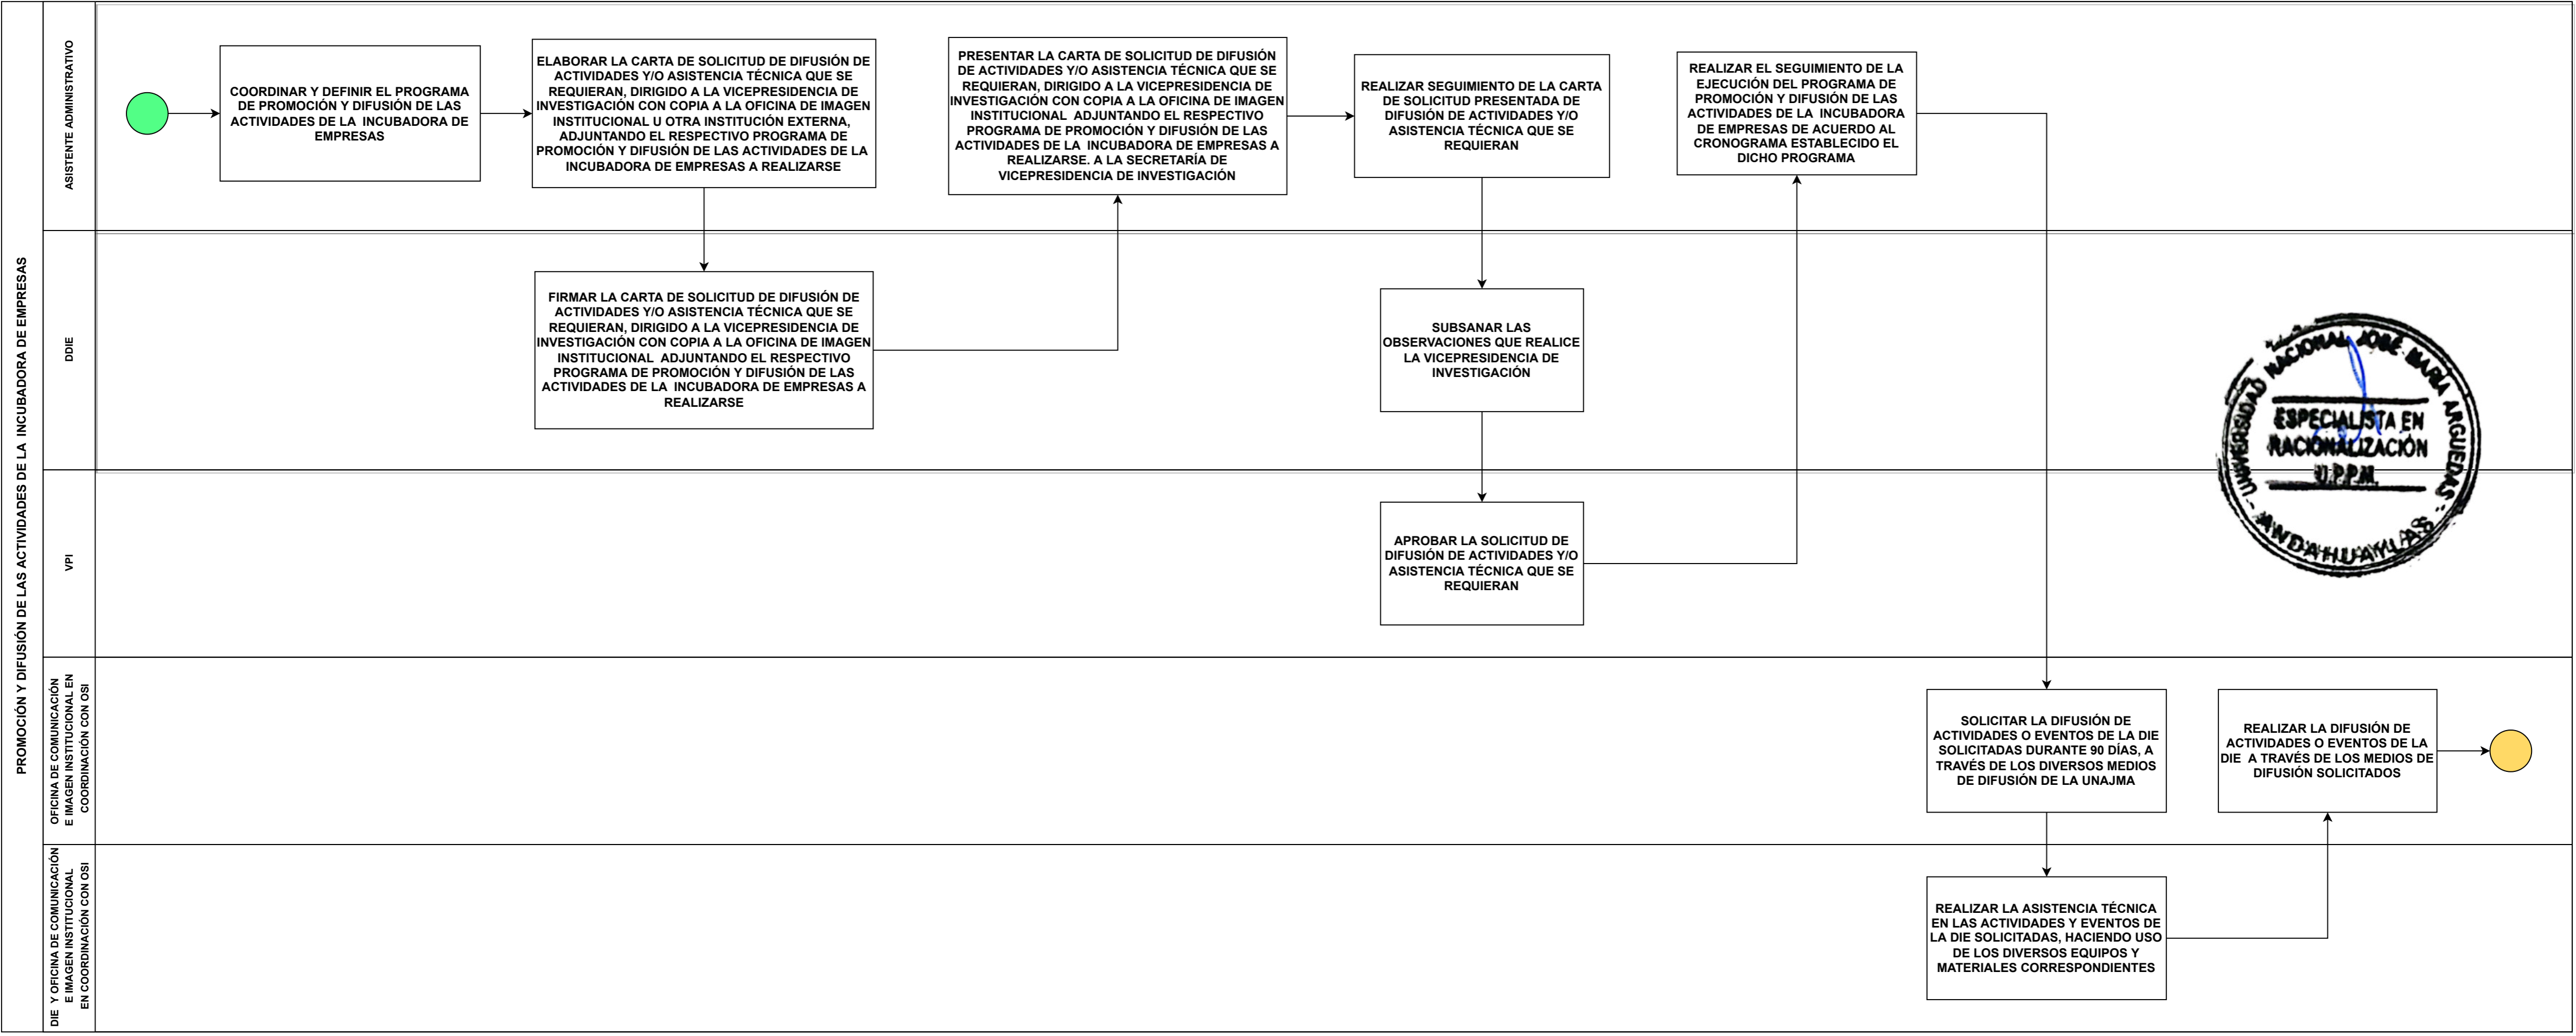 PROMOCIÓN Y DIFUSIÓN DE LAS ACTIVIDADES DE LA INCUBADORA DE EMPRESAS
ASISTENTE ADMINISTRATIVO
COORDINAR Y DEFINIR EL PROGRAMA
DE PROMOCIÓN Y DIFUSIÓN DE LAS
ACTIVIDADES DE LA INCUBADORA DE
EMPRESAS
ELABORAR LA CARTA DE SOLICITUD DE DIFUSIÓN DE
ACTIVIDADES Y/O ASISTENCIA TÉCNICA QUE SE
REQUIERAN, DIRIGIDO A LA VICEPRESIDENCIA DE
INVESTIGACIÓN CON COPIA A LA OFICINA DE IMAGEN
INSTITUCIONAL U OTRA INSTITUCIÓN EXTERNA,
ADJUNTANDO EL RESPECTIVO PROGRAMA DE
PROMOCIÓN Y DIFUSIÓN DE LAS ACTIVIDADES DE LA
INCUBADORA DE EMPRESAS A REALIZARSE
PRESENTAR LA CARTA DE SOLICITUD DE DIFUSIÓN
DE ACTIVIDADES Y/O ASISTENCIA TÉCNICA QUE SE
REQUIERAN, DIRIGIDO A LA VICEPRESIDENCIA DE
INVESTIGACIÓN CON COPIA A LA OFICINA DE IMAGEN
INSTITUCIONAL ADJUNTANDO EL RESPECTIVO
PROGRAMA DE PROMOCIÓN Y DIFUSIÓN DE LAS
ACTIVIDADES DE LA INCUBADORA DE EMPRESAS A
REALIZARSE. A LA SECRETARÍA DE
VICEPRESIDENCIA DE INVESTIGACIÓN
REALIZAR SEGUIMIENTO DE LA CARTA
DE SOLICITUD PRESENTADA DE
DIFUSIÓN DE ACTIVIDADES Y/O
ASISTENCIA TÉCNICA QUE SE
REQUIERAN
REALIZAR EL SEGUIMIENTO DE LA
EJECUCIÓN DEL PROGRAMA DE
PROMOCIÓN Y DIFUSIÓN DE LAS
ACTIVIDADES DE LA INCUBADORA
DE EMPRESAS DE ACUERDO AL
CRONOGRAMA ESTABLECIDO EL
DICHO PROGRAMA
DDIE
FIRMAR LA CARTA DE SOLICITUD DE DIFUSIÓN DE
ACTIVIDADES Y/O ASISTENCIA TÉCNICA QUE SE
REQUIERAN, DIRIGIDO A LA VICEPRESIDENCIA DE
INVESTIGACIÓN CON COPIA A LA OFICINA DE IMAGEN
INSTITUCIONAL ADJUNTANDO EL RESPECTIVO
PROGRAMA DE PROMOCIÓN Y DIFUSIÓN DE LAS
ACTIVIDADES DE LA INCUBADORA DE EMPRESAS A
REALIZARSE
SUBSANAR LAS
OBSERVACIONES QUE REALICE
LA VICEPRESIDENCIA DE
INVESTIGACIÓN
UNIVERSIDAD NACIONAL JOSÉ MARÍA ARGUEDAS
ESPECIALISTA EN
RACIONALIZACIÓN
U.P.P.M.
- ANDAHUAYLAS -
VPI
APROBAR LA SOLICITUD DE
DIFUSIÓN DE ACTIVIDADES Y/O
ASISTENCIA TÉCNICA QUE SE
REQUIERAN
OFICINA DE COMUNICACIÓN
E IMAGEN INSTITUCIONAL EN
COORDINACIÓN CON OSI
SOLICITAR LA DIFUSIÓN DE
ACTIVIDADES O EVENTOS DE LA DIE
SOLICITADAS DURANTE 90 DÍAS, A
TRAVÉS DE LOS DIVERSOS MEDIOS
DE DIFUSIÓN DE LA UNAJMA
REALIZAR LA DIFUSIÓN DE
ACTIVIDADES O EVENTOS DE LA
DIE A TRAVÉS DE LOS MEDIOS DE
DIFUSIÓN SOLICITADOS
DIE Y OFICINA DE COMUNICACIÓN
E IMAGEN INSTITUCIONAL
EN COORDINACIÓN CON OSI
REALIZAR LA ASISTENCIA TÉCNICA
EN LAS ACTIVIDADES Y EVENTOS DE
LA DIE SOLICITADAS, HACIENDO USO
DE LOS DIVERSOS EQUIPOS Y
MATERIALES CORRESPONDIENTES